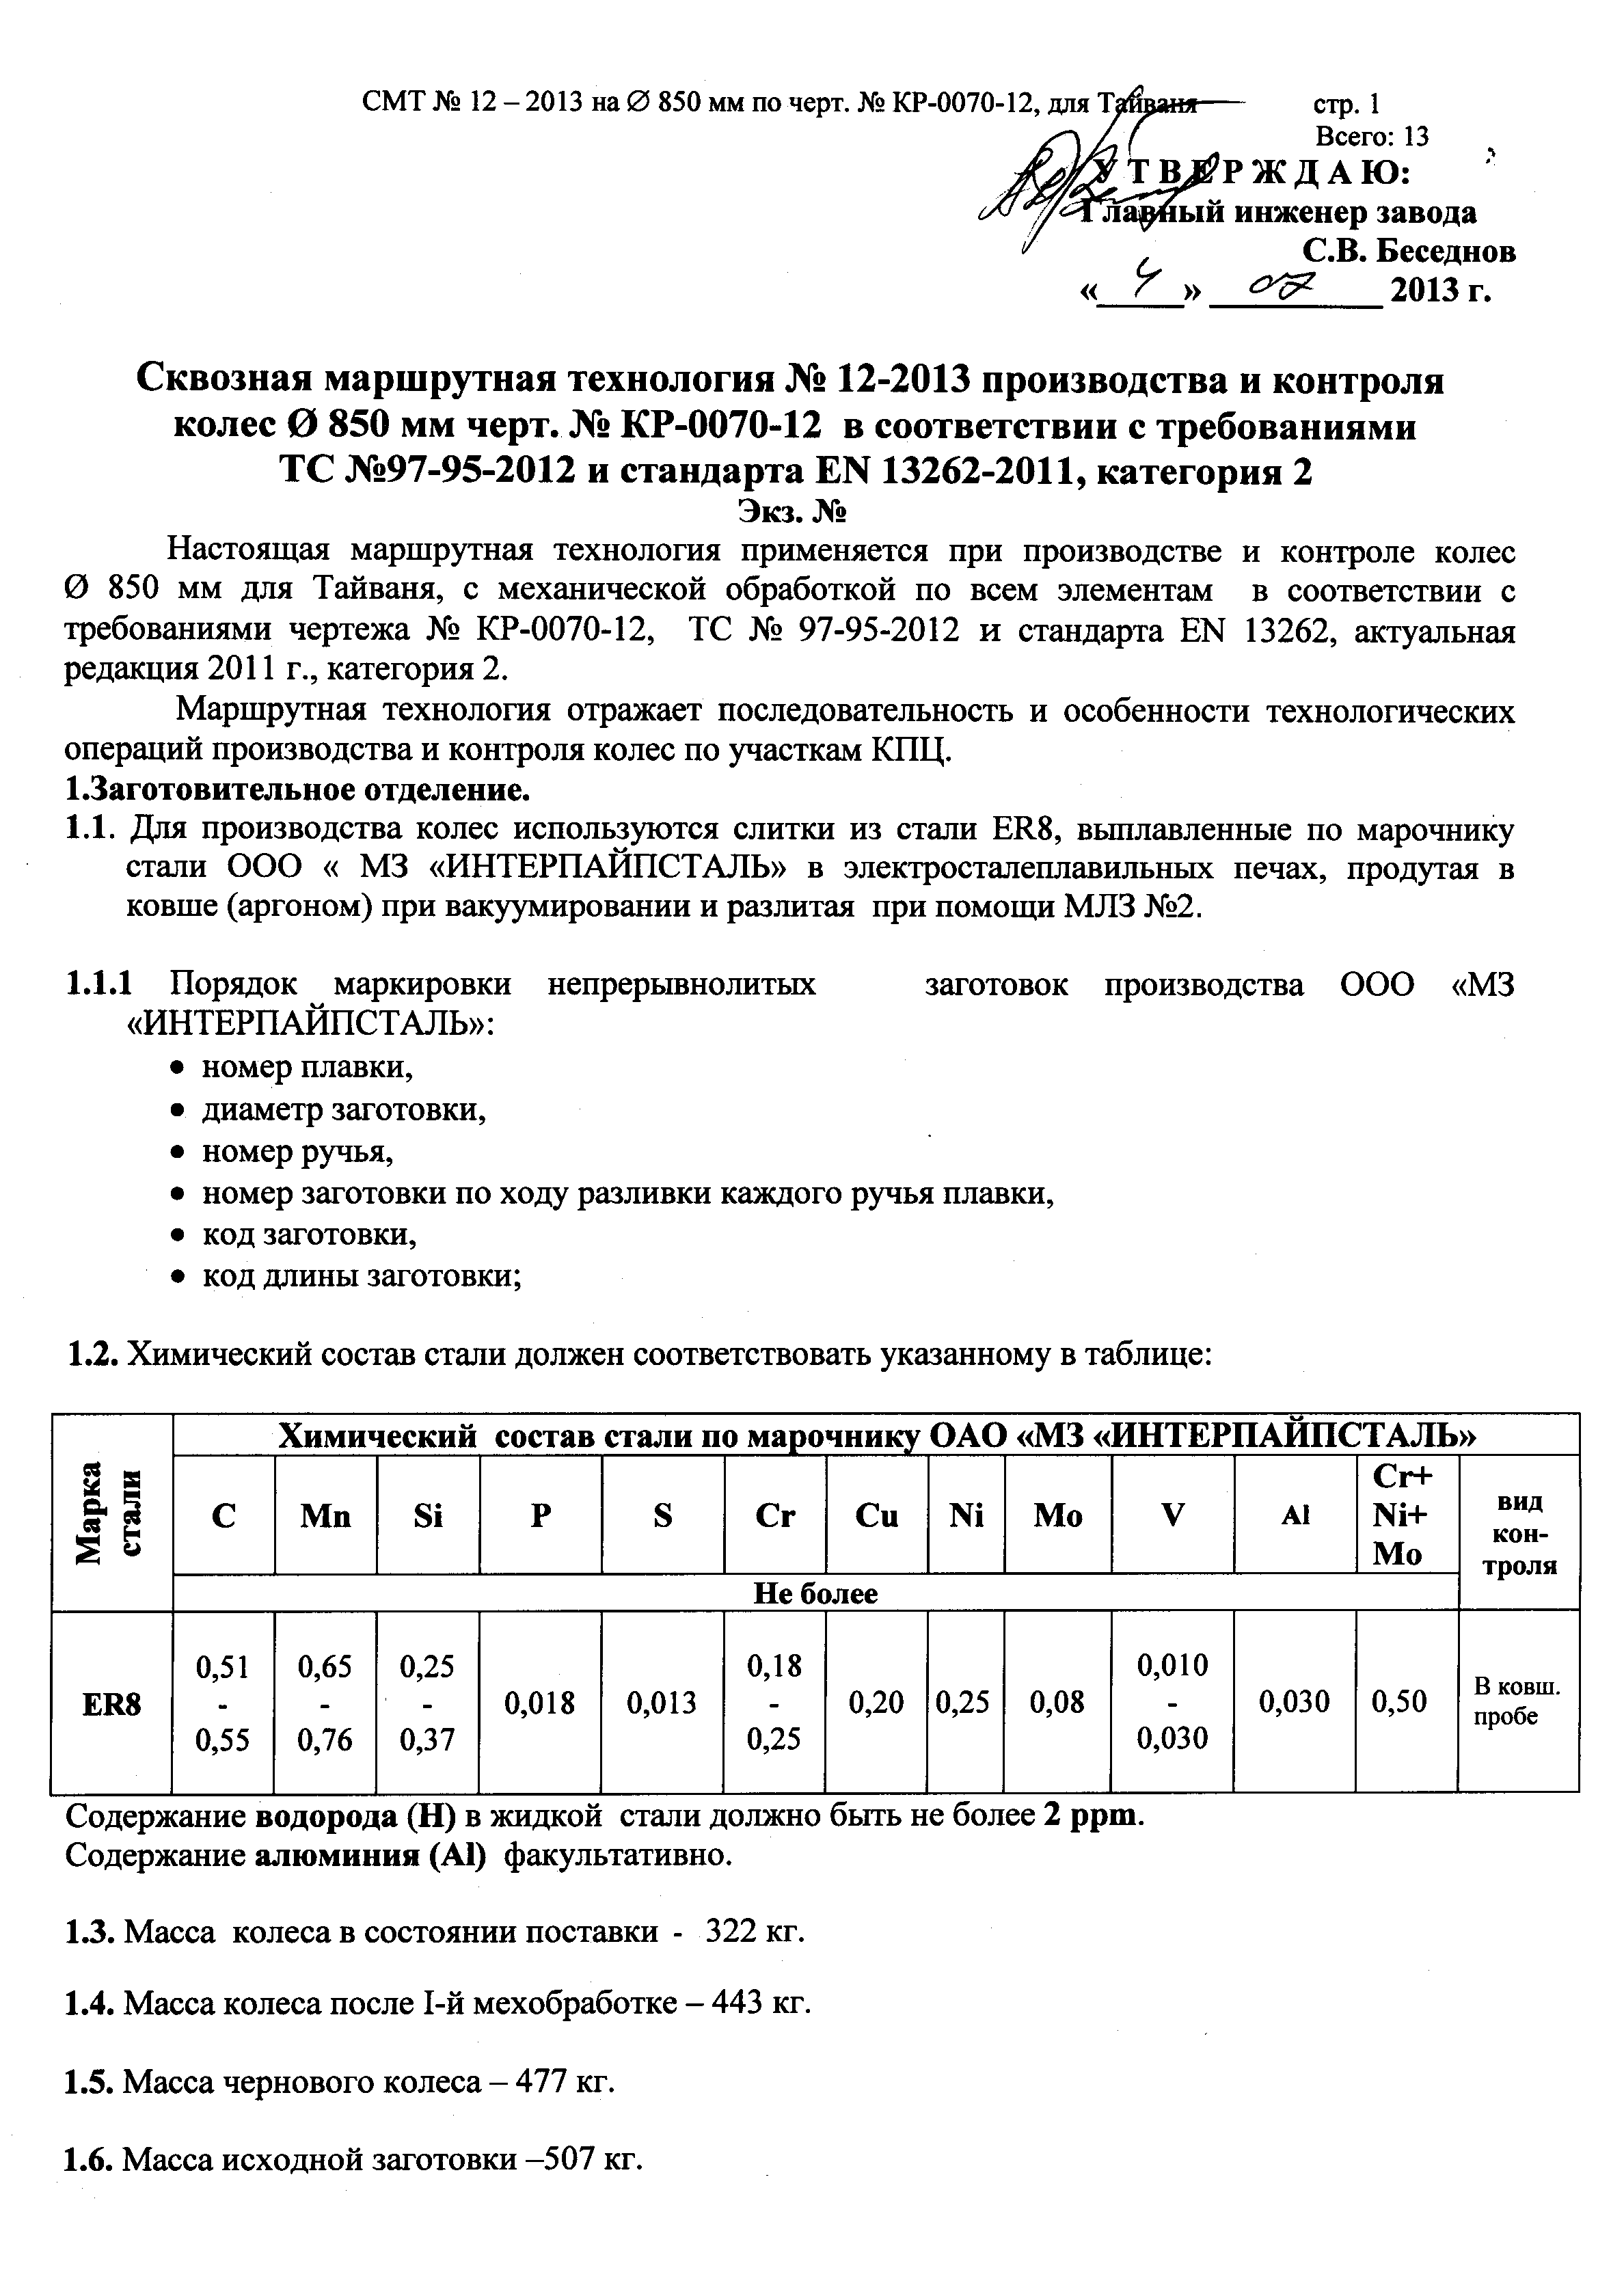 СМТ № 12 – 2013 на Ø 850 мм по черт. № КР-0070-12, для Тайваня стр. 1
Всего: 13
У Т В Е Р Ж Д А Ю:
Главный инженер завода
С.В. Беседнов
«4» 07 2013 г.
Сквозная маршрутная технология № 12-2013 производства и контроля
колес Ø 850 мм черт. № КР-0070-12 в соответствии с требованиями
ТС №97-95-2012 и стандарта EN 13262-2011, категория 2
Экз. №
Настоящая маршрутная технология применяется при производстве и контроле колес
Ø 850 мм для Тайваня, с механической обработкой по всем элементам в соответствии с
требованиями чертежа № КР-0070-12, ТС № 97-95-2012 и стандарта EN 13262, актуальная
редакция 2011 г., категория 2.
Маршрутная технология отражает последовательность и особенности технологических
операций производства и контроля колес по участкам КПЦ.
1.Заготовительное отделение.
1.1. Для производства колес используются слитки из стали ER8, выплавленные по марочнику
стали ООО « МЗ «ИНТЕРПАЙПСТАЛЬ» в электросталеплавильных печах, продутая в
ковше (аргоном) при вакуумировании и разлитая при помощи МЛЗ №2.
1.1.1 Порядок маркировки непрерывнолитых заготовок производства ООО «МЗ
«ИНТЕРПАЙПСТАЛЬ»:
• номер плавки,
• диаметр заготовки,
• номер ручья,
• номер заготовки по ходу разливки каждого ручья плавки,
• код заготовки,
• код длины заготовки;
1.2. Химический состав стали должен соответствовать указанному в таблице:
Марка стали
Химический состав стали по марочнику ОАО «МЗ «ИНТЕРПАЙПСТАЛЬ»
C Mn Si P S Cr Cu Ni Mo V Al Cr+ Ni+ Mo вид кон- троля
Не более
ER8 0,51 - 0,55 0,65 - 0,76 0,25 - 0,37 0,018 0,013 0,18 - 0,25 0,20 0,25 0,08 0,010 - 0,030 0,030 0,50 В ковш. пробе
Содержание водорода (Н) в жидкой стали должно быть не более 2 ppm.
Содержание алюминия (Al) факультативно.
1.3. Масса колеса в состоянии поставки - 322 кг.
1.4. Масса колеса после I-й мехобработке – 443 кг.
1.5. Масса чернового колеса – 477 кг.
1.6. Масса исходной заготовки –507 кг.